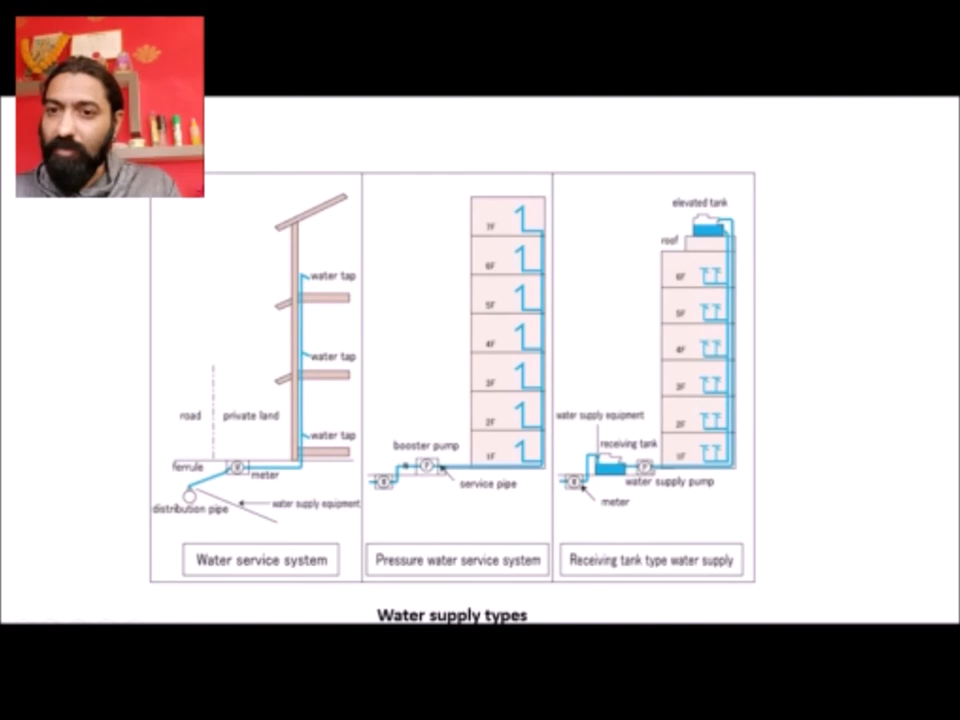 water tap
water tap
water tap
road
private land
ferrule
meter
distribution pipe
water supply equipment
Water service system
7F
6F
5F
4F
3F
2F
1F
booster pump
P
service pipe
Pressure water service system
elevated tank
roof
6F
5F
4F
3F
2F
1F
water supply equipment
receiving tank
P
water supply pump
meter
Receiving tank type water supply
Water supply types